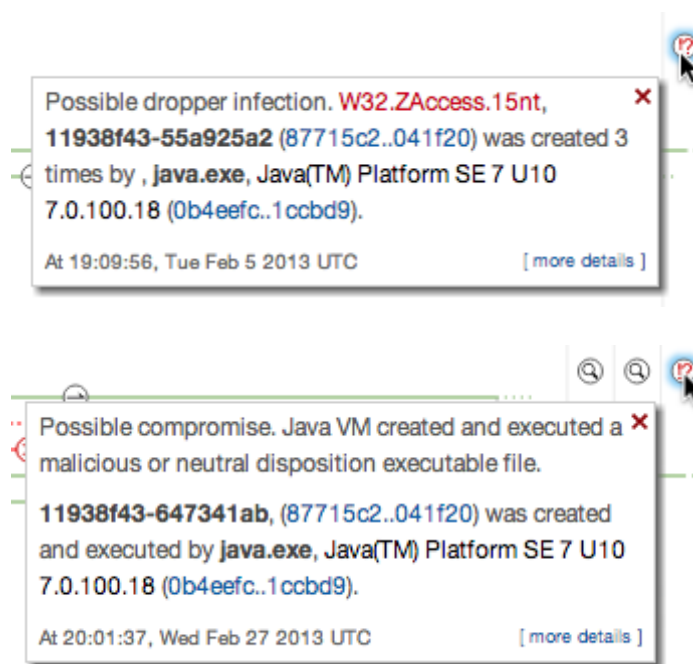 !?
Possible dropper infection. W32.ZAccess.15nt,
11938f43-55a925a2 (87715c2..041f20) was created 3
times by , java.exe, Java(TM) Platform SE 7 U10
7.0.100.18 (0b4eefc..1ccbd9).
At 19:09:56, Tue Feb 5 2013 UTC [ more details ]
!?
Possible compromise. Java VM created and executed a
malicious or neutral disposition executable file.
11938f43-647341ab, (87715c2..041f20) was created
and executed by java.exe, Java(TM) Platform SE 7 U10
7.0.100.18 (0b4eefc..1ccbd9).
At 20:01:37, Wed Feb 27 2013 UTC [ more details ]